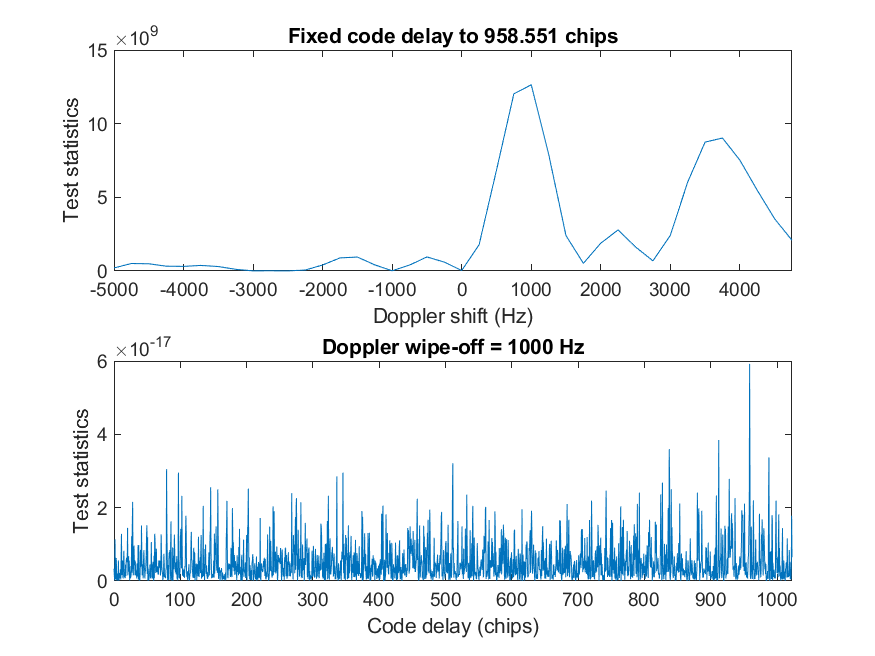 ×10^9
Fixed code delay to 958.551 chips
15
10
5
0
Test statistics
-5000 -4000 -3000 -2000 -1000 0 1000 2000 3000 4000
Doppler shift (Hz)
×10^-17
Doppler wipe-off = 1000 Hz
6
4
2
0
Test statistics
0 100 200 300 400 500 600 700 800 900 1000
Code delay (chips)